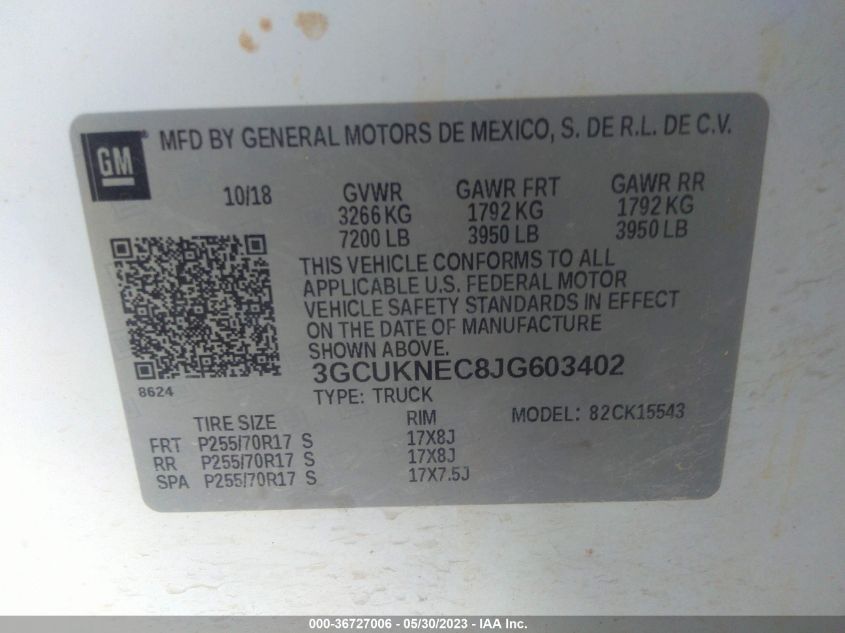 GM
MFD BY GENERAL MOTORS DE MEXICO, S. DE R.L. DE C.V.
10/18 GVWR GAWR FRT GAWR RR
3266 KG 1792 KG 1792 KG
7200 LB 3950 LB 3950 LB
THIS VEHICLE CONFORMS TO ALL
APPLICABLE U.S. FEDERAL MOTOR
VEHICLE SAFETY STANDARDS IN EFFECT
ON THE DATE OF MANUFACTURE
SHOWN ABOVE.
3GCUKNEC8JG603402
8624
TYPE: TRUCK
TIRE SIZE RIM MODEL: 82CK15543
FRT P255/70R17 S 17X8J
RR P255/70R17 S 17X8J
SPA P255/70R17 S 17X7.5J
000-36727006 - 05/30/2023 - IAA Inc.